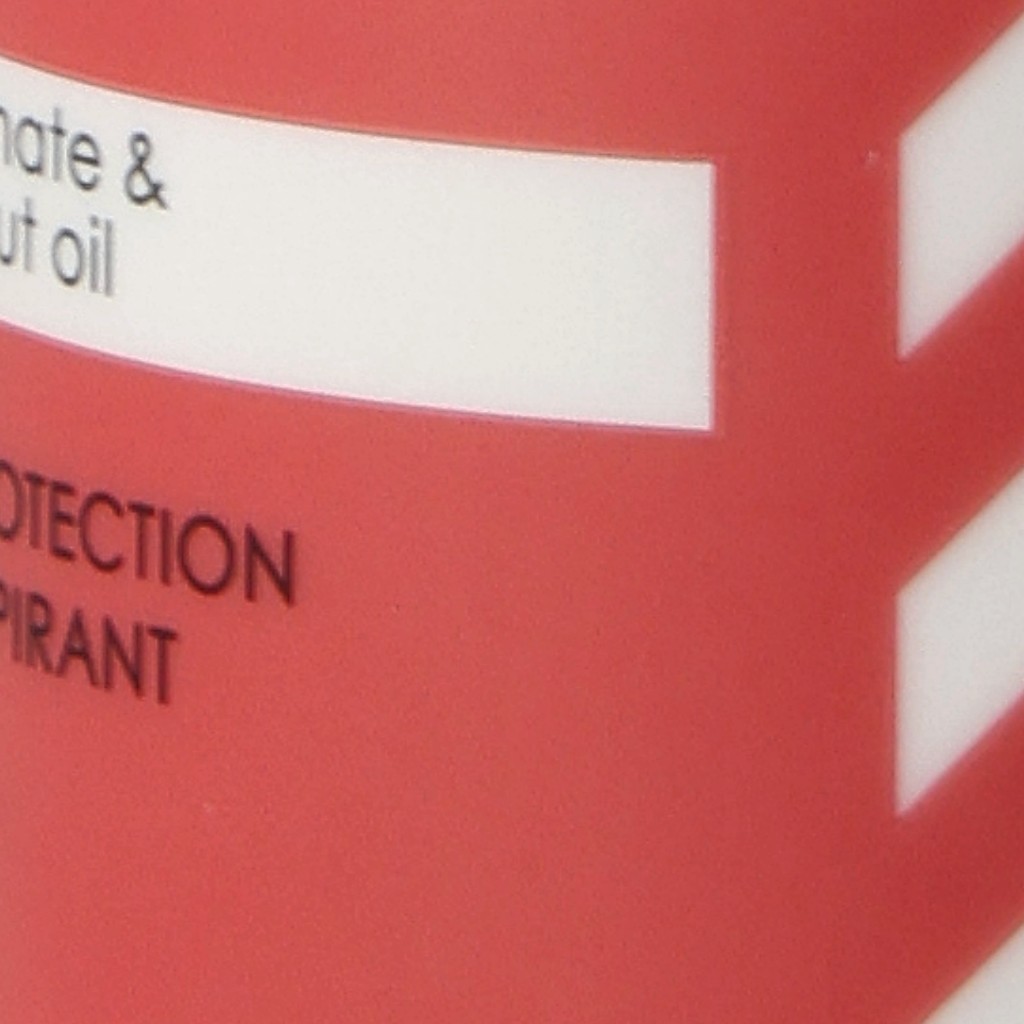 nate &
ut oil
OTECTION
PIRANT